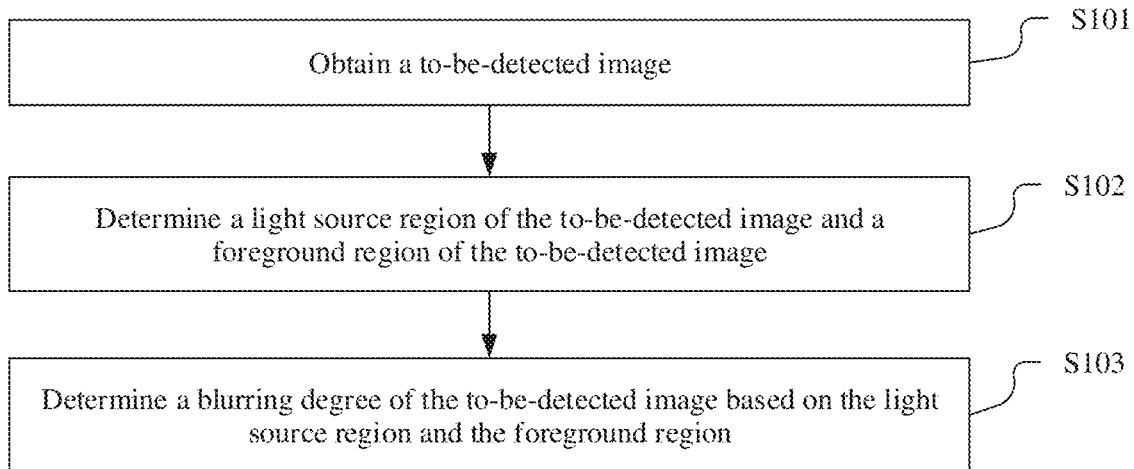 S101
Obtain a to-be-detected image
S102
Determine a light source region of the to-be-detected image and a
foreground region of the to-be-detected image
S103
Determine a blurring degree of the to-be-detected image based on the light
source region and the foreground region